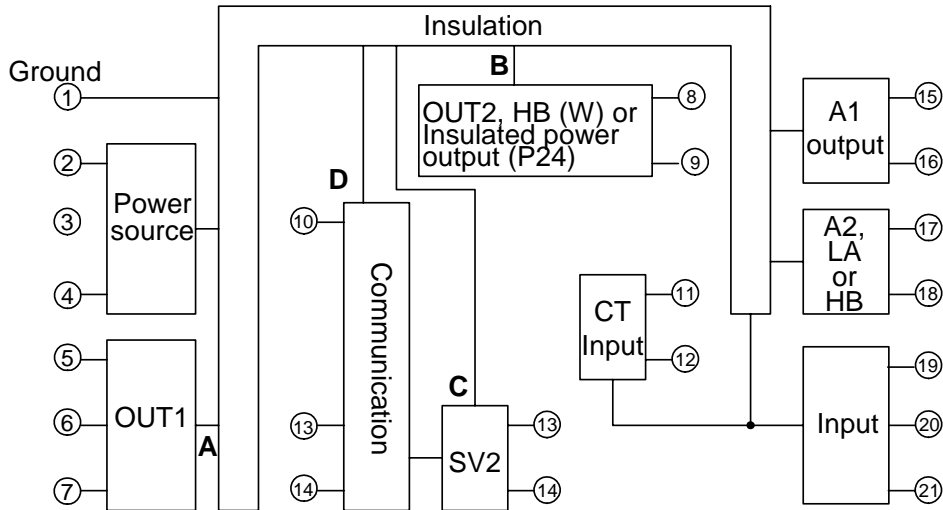 Insulation
Ground
1
2
3
4
Power
source
5
6
7
OUT1
A
B
OUT2, HB (W) or
Insulated power
output (P24)
8
9
D
10
Communication
13
14
C
SV2
13
14
11
CT
Input
12
A1
output
15
16
A2,
LA
or
HB
17
18
Input
19
20
21